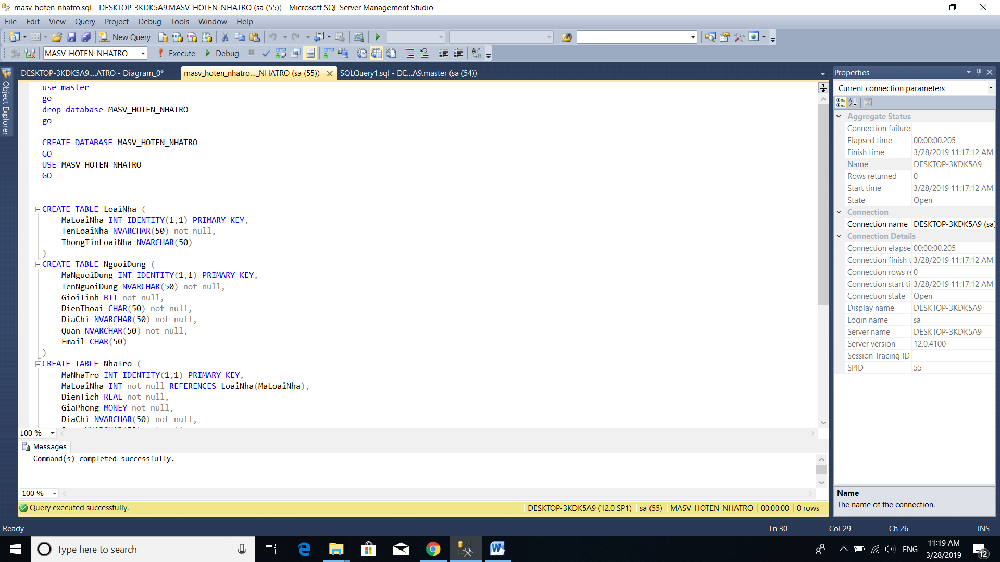 masv_hoten_nhatro.sql - DESKTOP-3KDK5A9.MASV_HOTEN_NHATRO (sa (55)) - Microsoft SQL Server Management Studio
File Edit View Query Project Debug Tools Window Help
New Query
MASV_HOTEN_NHATRO Execute Debug
DESKTOP-3KDK5A9....ATRO - Diagram_0* masv_hoten_nhatro..._NHATRO (sa (55)) SQLQuery1.sql - DE...A9.master (sa (54))
Object Explorer
use master
go
drop database MASV_HOTEN_NHATRO
go
CREATE DATABASE MASV_HOTEN_NHATRO
GO
USE MASV_HOTEN_NHATRO
GO
CREATE TABLE LoaiNha (
MaLoaiNha INT IDENTITY(1,1) PRIMARY KEY,
TenLoaiNha NVARCHAR(50) not null,
ThongTinLoaiNha NVARCHAR(50)
)
CREATE TABLE NguoiDung (
MaNguoiDung INT IDENTITY(1,1) PRIMARY KEY,
TenNguoiDung NVARCHAR(50) not null,
GioiTinh BIT not null,
DienThoai CHAR(50) not null,
DiaChi NVARCHAR(50) not null,
Quan NVARCHAR(50) not null,
Email CHAR(50)
)
CREATE TABLE NhaTro (
MaNhaTro INT IDENTITY(1,1) PRIMARY KEY,
MaLoaiNha INT not null REFERENCES LoaiNha(MaLoaiNha),
DienTich REAL not null,
GiaPhong MONEY not null,
DiaChi NVARCHAR(50) not null,
100 %
Messages
Command(s) completed successfully.
100 %
Query executed successfully. DESKTOP-3KDK5A9 (12.0 SP1) sa (55) MASV_HOTEN_NHATRO 00:00:00 0 rows
Properties
Current connection parameters
Aggregate Status
Connection failure
Elapsed time 00:00:00.205
Finish time 3/28/2019 11:17:12 AM
Name DESKTOP-3KDK5A9
Rows returned 0
Start time 3/28/2019 11:17:12 AM
State Open
Connection
Connection name DESKTOP-3KDK5A9 (sa)
Connection Details
Connection elapse 00:00:00.205
Connection finish t 3/28/2019 11:17:12 AM
Connection rows re 0
Connection start ti 3/28/2019 11:17:12 AM
Connection state Open
Display name DESKTOP-3KDK5A9
Login name sa
Server name DESKTOP-3KDK5A9
Server version 12.0.4100
Session Tracing ID
SPID 55
Name
The name of the connection.
Ready Ln 30 Col 29 Ch 26 INS
Type here to search ENG 11:19 AM
3/28/2019 12